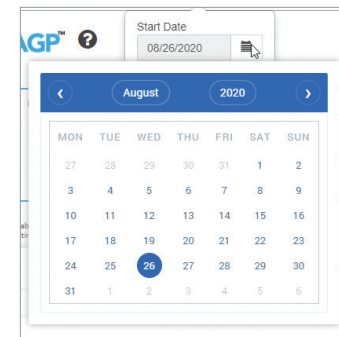 AGP™ ?
Start Date
08/26/2020
‹ August 2020 ›
MON TUE WED THU FRI SAT SUN
27 28 29 30 31 1 2
3 4 5 6 7 8 9
10 11 12 13 14 15 16
17 18 19 20 21 22 23
24 25 26 27 28 29 30
31 1 2 3 4 5 6